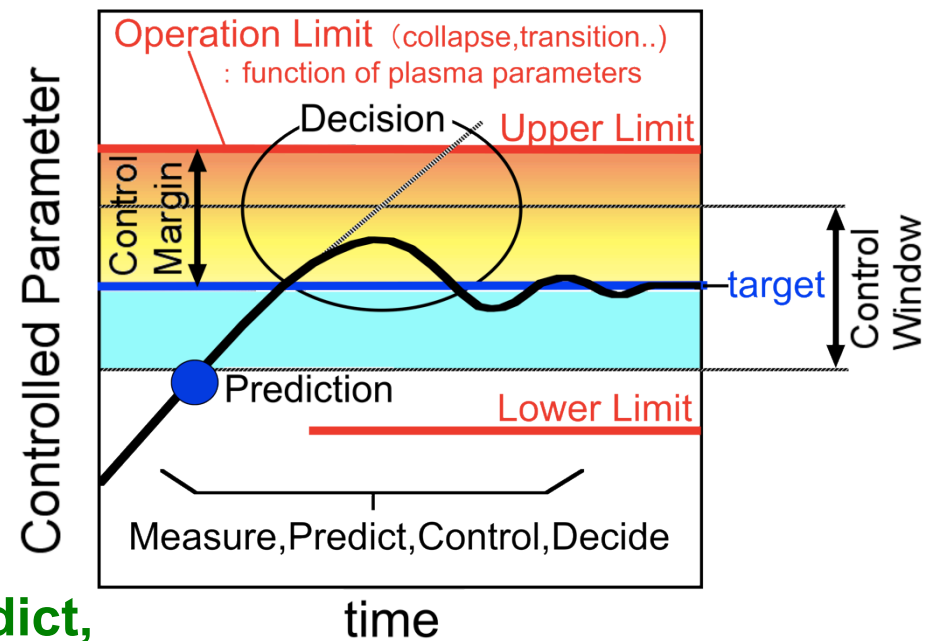 Operation Limit (collapse,transition..)
: function of plasma parameters
Decision
Upper Limit
Control
Margin
Controlled Parameter
target
Control
Window
Prediction
Lower Limit
Measure,Predict,Control,Decide
dict,
time